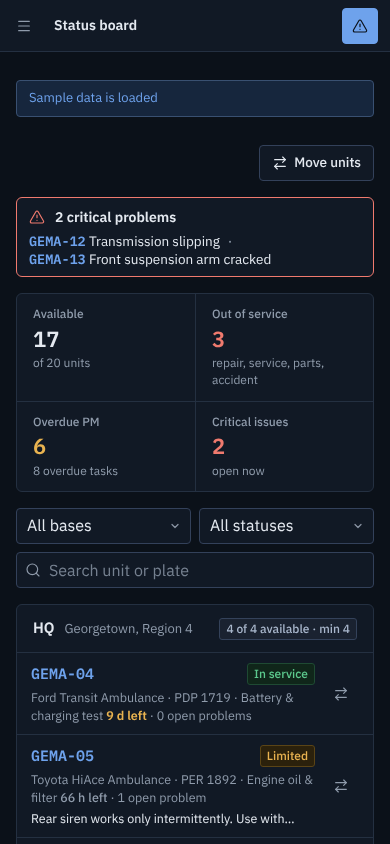 Status board
Sample data is loaded
Move units
2 critical problems
GEMA-12 Transmission slipping ·
GEMA-13 Front suspension arm cracked
Available
17
of 20 units
Out of service
3
repair, service, parts,
accident
Overdue PM
6
8 overdue tasks
Critical issues
2
open now
All bases
All statuses
Search unit or plate
HQ Georgetown, Region 4 4 of 4 available · min 4
GEMA-04 In service
Ford Transit Ambulance · PDP 1719 · Battery &
charging test 9 d left · 0 open problems
GEMA-05 Limited
Toyota HiAce Ambulance · PER 1892 · Engine oil &
filter 66 h left · 1 open problem
Rear siren works only intermittently. Use with...